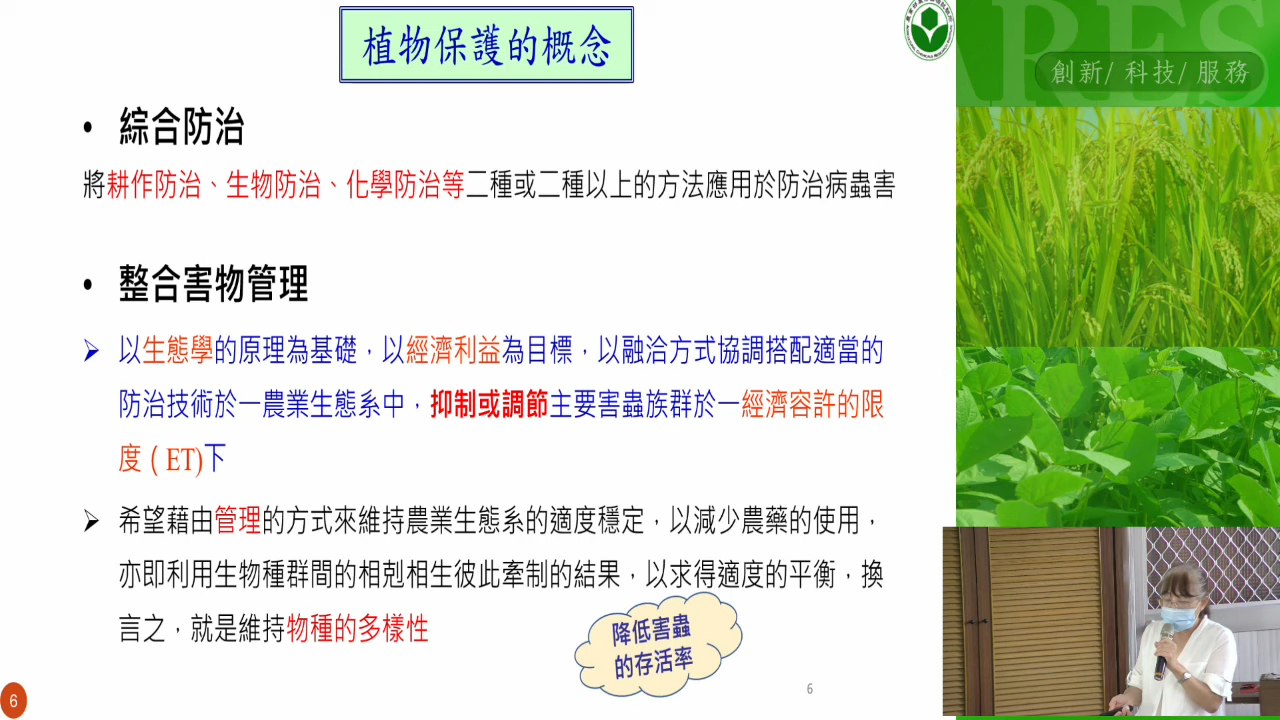 植物保護的概念
創新/ 科技/ 服務
• 綜合防治
將耕作防治、生物防治、化學防治等二種或二種以上的方法應用於防治病蟲害
• 整合害物管理
以生態學的原理為基礎，以經濟利益為目標，以融洽方式協調搭配適當的
防治技術於一農業生態系中，抑制或調節主要害蟲族群於一經濟容許的限
度 ( ET)下
希望藉由管理的方式來維持農業生態系的適度穩定，以減少農藥的使用，
亦即利用生物種群間的相剋相生彼此牽制的結果，以求得適度的平衡，換
言之，就是維持物種的多樣性
降低害蟲
的存活率
6
6